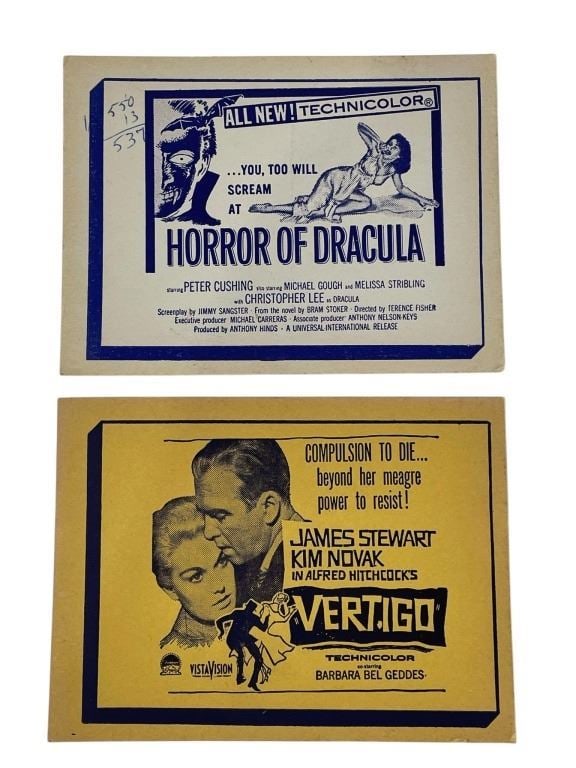 550
13
537
ALL NEW! TECHNICOLOR®
...YOU, TOO WILL
SCREAM
AT
HORROR OF DRACULA
starring PETER CUSHING also starring MICHAEL GOUGH and MELISSA STRIBLING
with CHRISTOPHER LEE as DRACULA
Screenplay by JIMMY SANGSTER · From the novel by BRAM STOKER · Directed by TERENCE FISHER
Executive producer MICHAEL CARRERAS · Associate producer ANTHONY NELSON-KEYS
Produced by ANTHONY HINDS · A UNIVERSAL-INTERNATIONAL RELEASE
COMPULSION TO DIE...
beyond her meagre
power to resist!
JAMES STEWART
KIM NOVAK
IN ALFRED HITCHCOCK'S
"VERTIGO"
TECHNICOLOR
co-starring
BARBARA BEL GEDDES
VISTAVISION